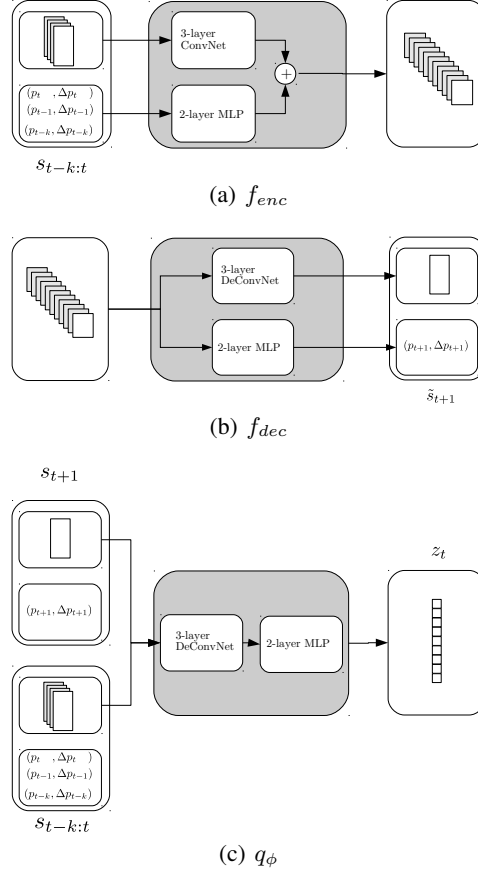 3-layer
ConvNet
+
(p_t , Δp_t )
(p_{t-1}, Δp_{t-1})
(p_{t-k}, Δp_{t-k})
2-layer MLP
s_{t-k:t}
(a) f_{enc}
3-layer
DeConvNet
2-layer MLP
(p_{t+1}, Δp_{t+1})
s̃_{t+1}
(b) f_{dec}
s_{t+1}
(p_{t+1}, Δp_{t+1})
3-layer
DeConvNet
2-layer MLP
z_t
(p_t , Δp_t )
(p_{t-1}, Δp_{t-1})
(p_{t-k}, Δp_{t-k})
s_{t-k:t}
(c) q_ϕ